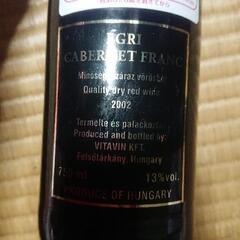 EGRI
CABERNET FRANC
Minőségi száraz vörösbor
Quality dry red wine
2002
Termelte és palackozta:
Produced and bottled by:
VITAVIN KFT.
Felsőtárkány, Hungary
750 ml 13%vol.
PRODUCE OF HUNGARY